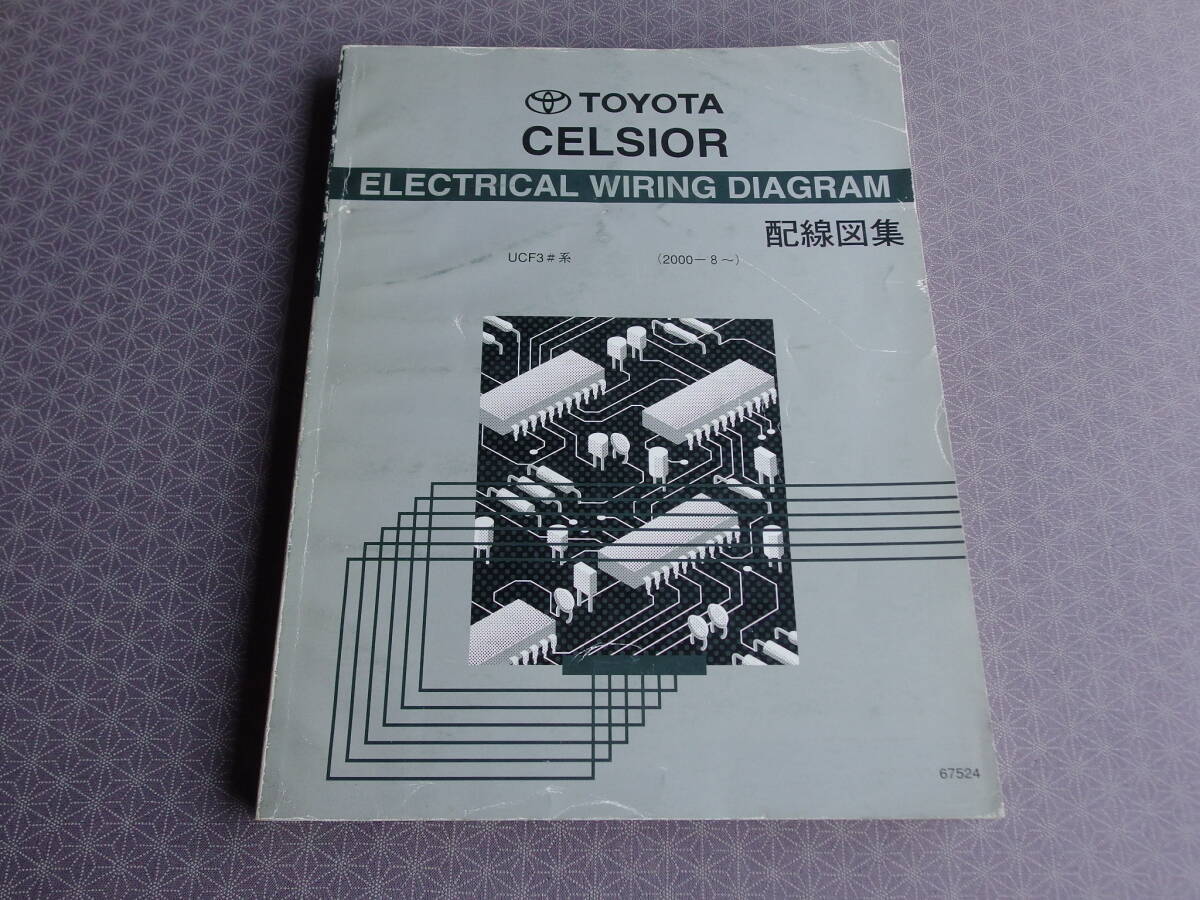 TOYOTA
CELSIOR
ELECTRICAL WIRING DIAGRAM
配線図集
UCF3#系 (2000－8～)
67524